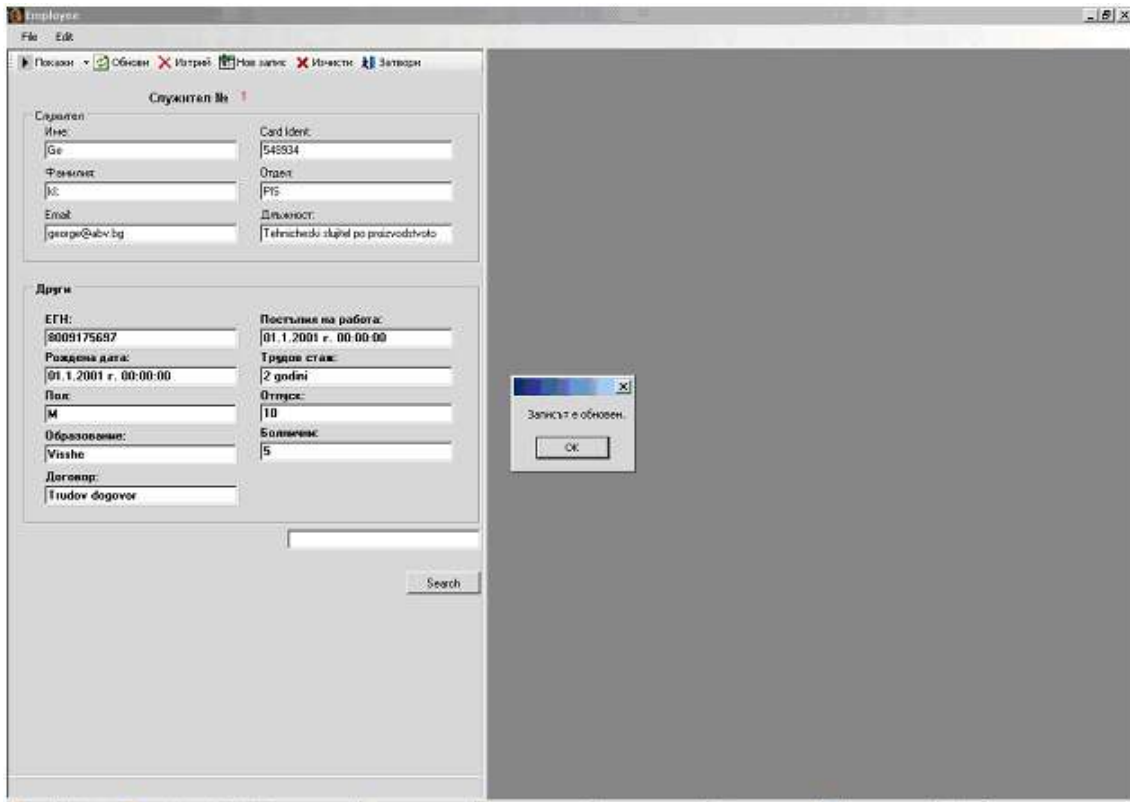 Employee
File Edit
Покажи Обнови Изтрий Нов запис Изчисти Затвори
Служител № 1
Служител
Име: Card Ident:
Ge 548934
Фамилия: Отдел:
PIS
Email: Длъжност:
george@abv.bg Tehnicheski slujitel po proizvodstvoto
Други
ЕГН: Постъпил на работа:
8009175697 01.1.2001 г. 00:00:00
Рождена дата: Трудов стаж:
01.1.2001 г. 00:00:00 2 godini
Пол: Отпуск:
M 10
Образование: Болнични:
Visshe 5
Договор:
Trudov dogovor
Записът е обновен.
OK
Search